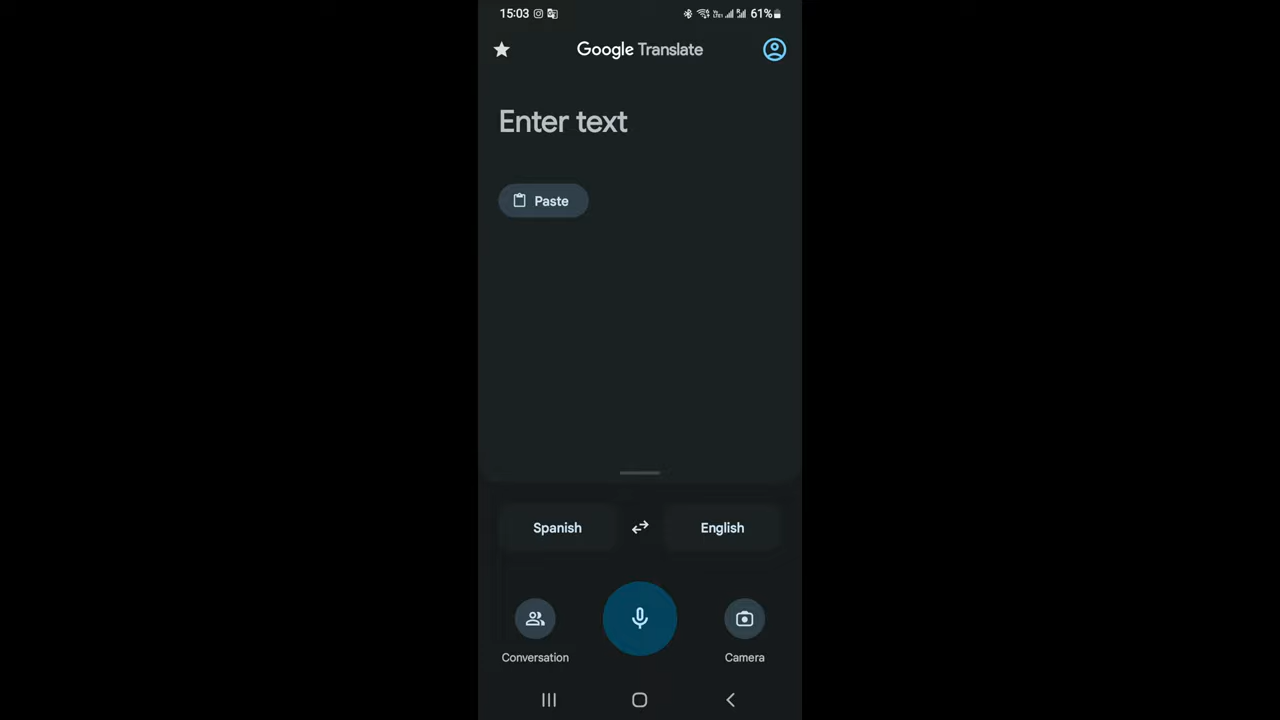 15:03
61%
Google Translate
Enter text
Paste
Spanish
English
Conversation
Camera